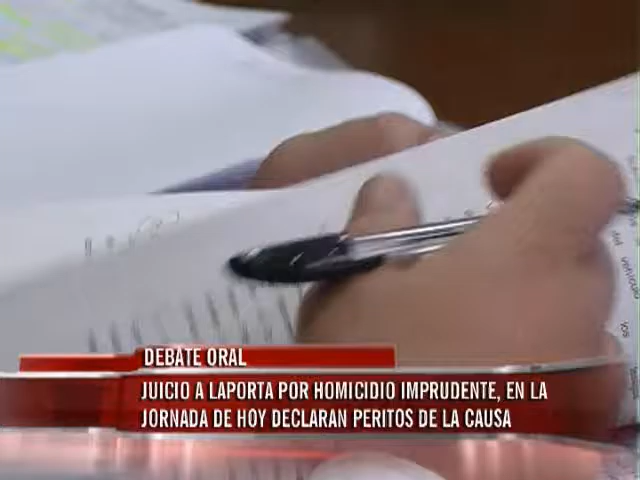 DEBATE ORAL
JUICIO A LAPORTA POR HOMICIDIO IMPRUDENTE, EN LA
JORNADA DE HOY DECLARAN PERITOS DE LA CAUSA